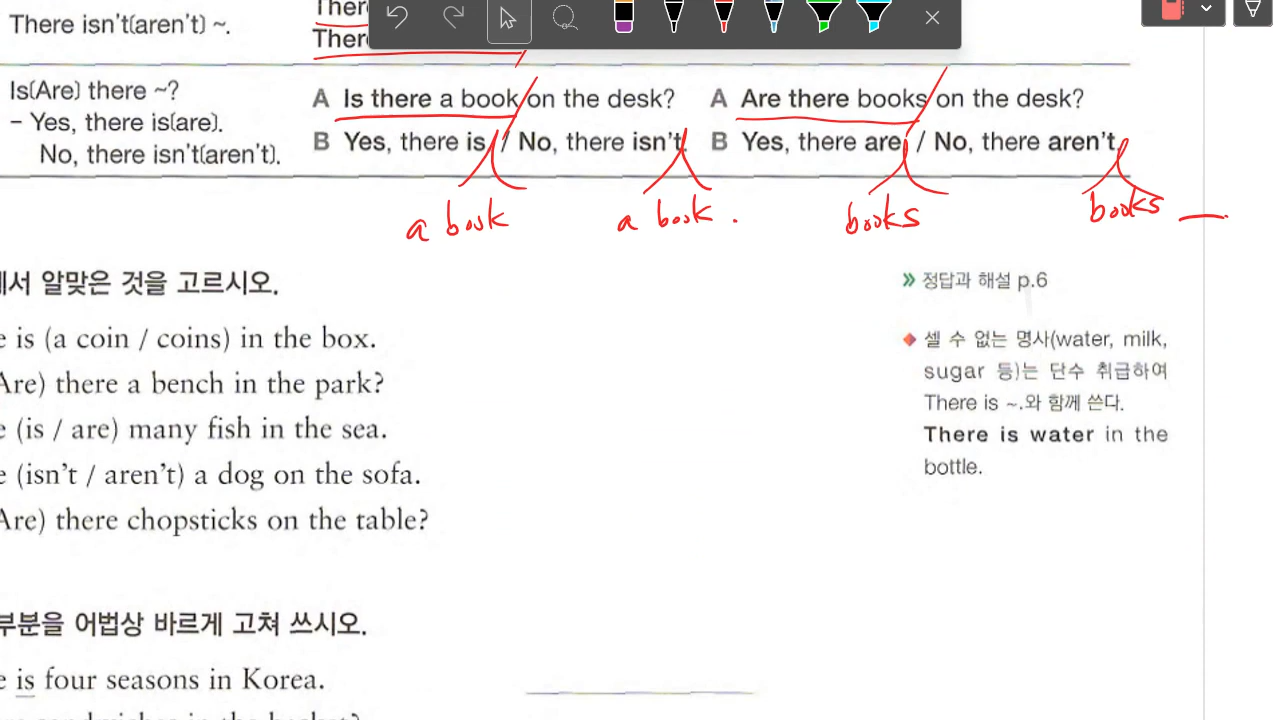 There isn't(aren't) ~.
Is(Are) there ~?
– Yes, there is(are).
No, there isn't(aren't).
A Is there a book on the desk?
B Yes, there is / No, there isn't.
A Are there books on the desk?
B Yes, there are / No, there aren't.
a book
a book .
books
books
에서 알맞은 것을 고르시오.
e is (a coin / coins) in the box.
Are) there a bench in the park?
e (is / are) many fish in the sea.
e (isn't / aren't) a dog on the sofa.
Are) there chopsticks on the table?
» 정답과 해설 p.6
셀 수 없는 명사(water, milk,
sugar 등)는 단수 취급하여
There is ~.와 함께 쓴다.
There is water in the
bottle.
부분을 어법상 바르게 고쳐 쓰시오.
e is four seasons in Korea.